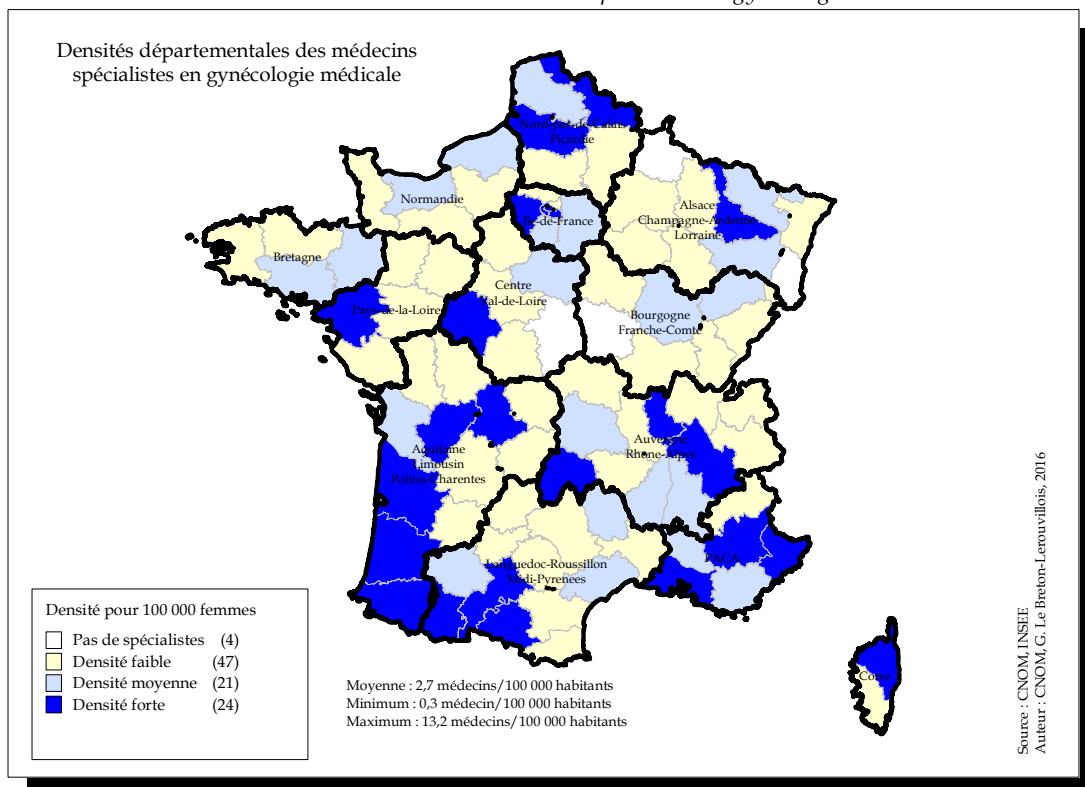 Densités départementales des médecins
spécialistes en gynécologie médicale
Nord-pas-de-Calais
Picardie
Normandie
Ile-de-France
Alsace
Champagne-Ardenne
Lorraine
Bretagne
Pays-de-la-Loire
Centre
Val-de-Loire
Bourgogne
Franche-Comté
Aquitaine
Limousin
Poitou-Charentes
Auvergne
Rhone-Alpes
Longuedoc-Roussillon
Midi-Pyrenees
PACA
Corse
Densité pour 100 000 femmes
Pas de spécialistes (4)
Densité faible (47)
Densité moyenne (21)
Densité forte (24)
Moyenne : 2,7 médecins/100 000 habitants
Minimum : 0,3 médecin/100 000 habitants
Maximum : 13,2 médecins/100 000 habitants
Source : CNOM, INSEE
Auteur : CNOM, G. Le Breton-Lerouvillois, 2016